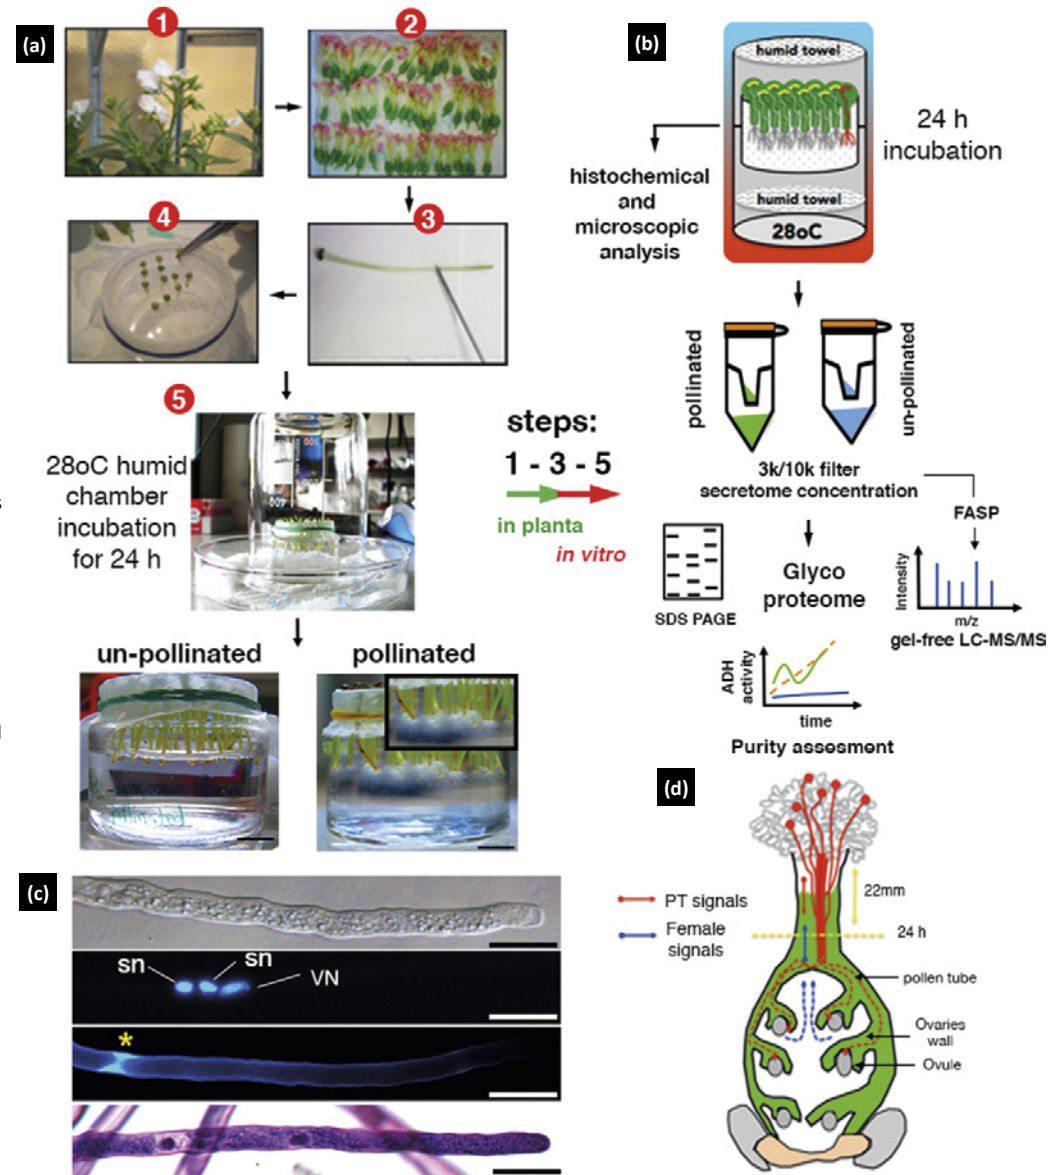 (a)
1
2
3
4
5
28oC humid
chamber
incubation
for 24 h
un-pollinated
pollinated
steps:
1 - 3 - 5
in planta
in vitro
(b)
humid towel
humid towel
28oC
24 h
incubation
histochemical
and
microscopic
analysis
pollinated
un-pollinated
3k/10k filter
secretome concentration
FASP
SDS PAGE
Glyco
proteome
Intensity
m/z
gel-free LC-MS/MS
ADH
activity
time
Purity assesment
(c)
sn
sn
VN
*
(d)
PT signals
Female
signals
22mm
24 h
pollen tube
Ovaries
wall
Ovule